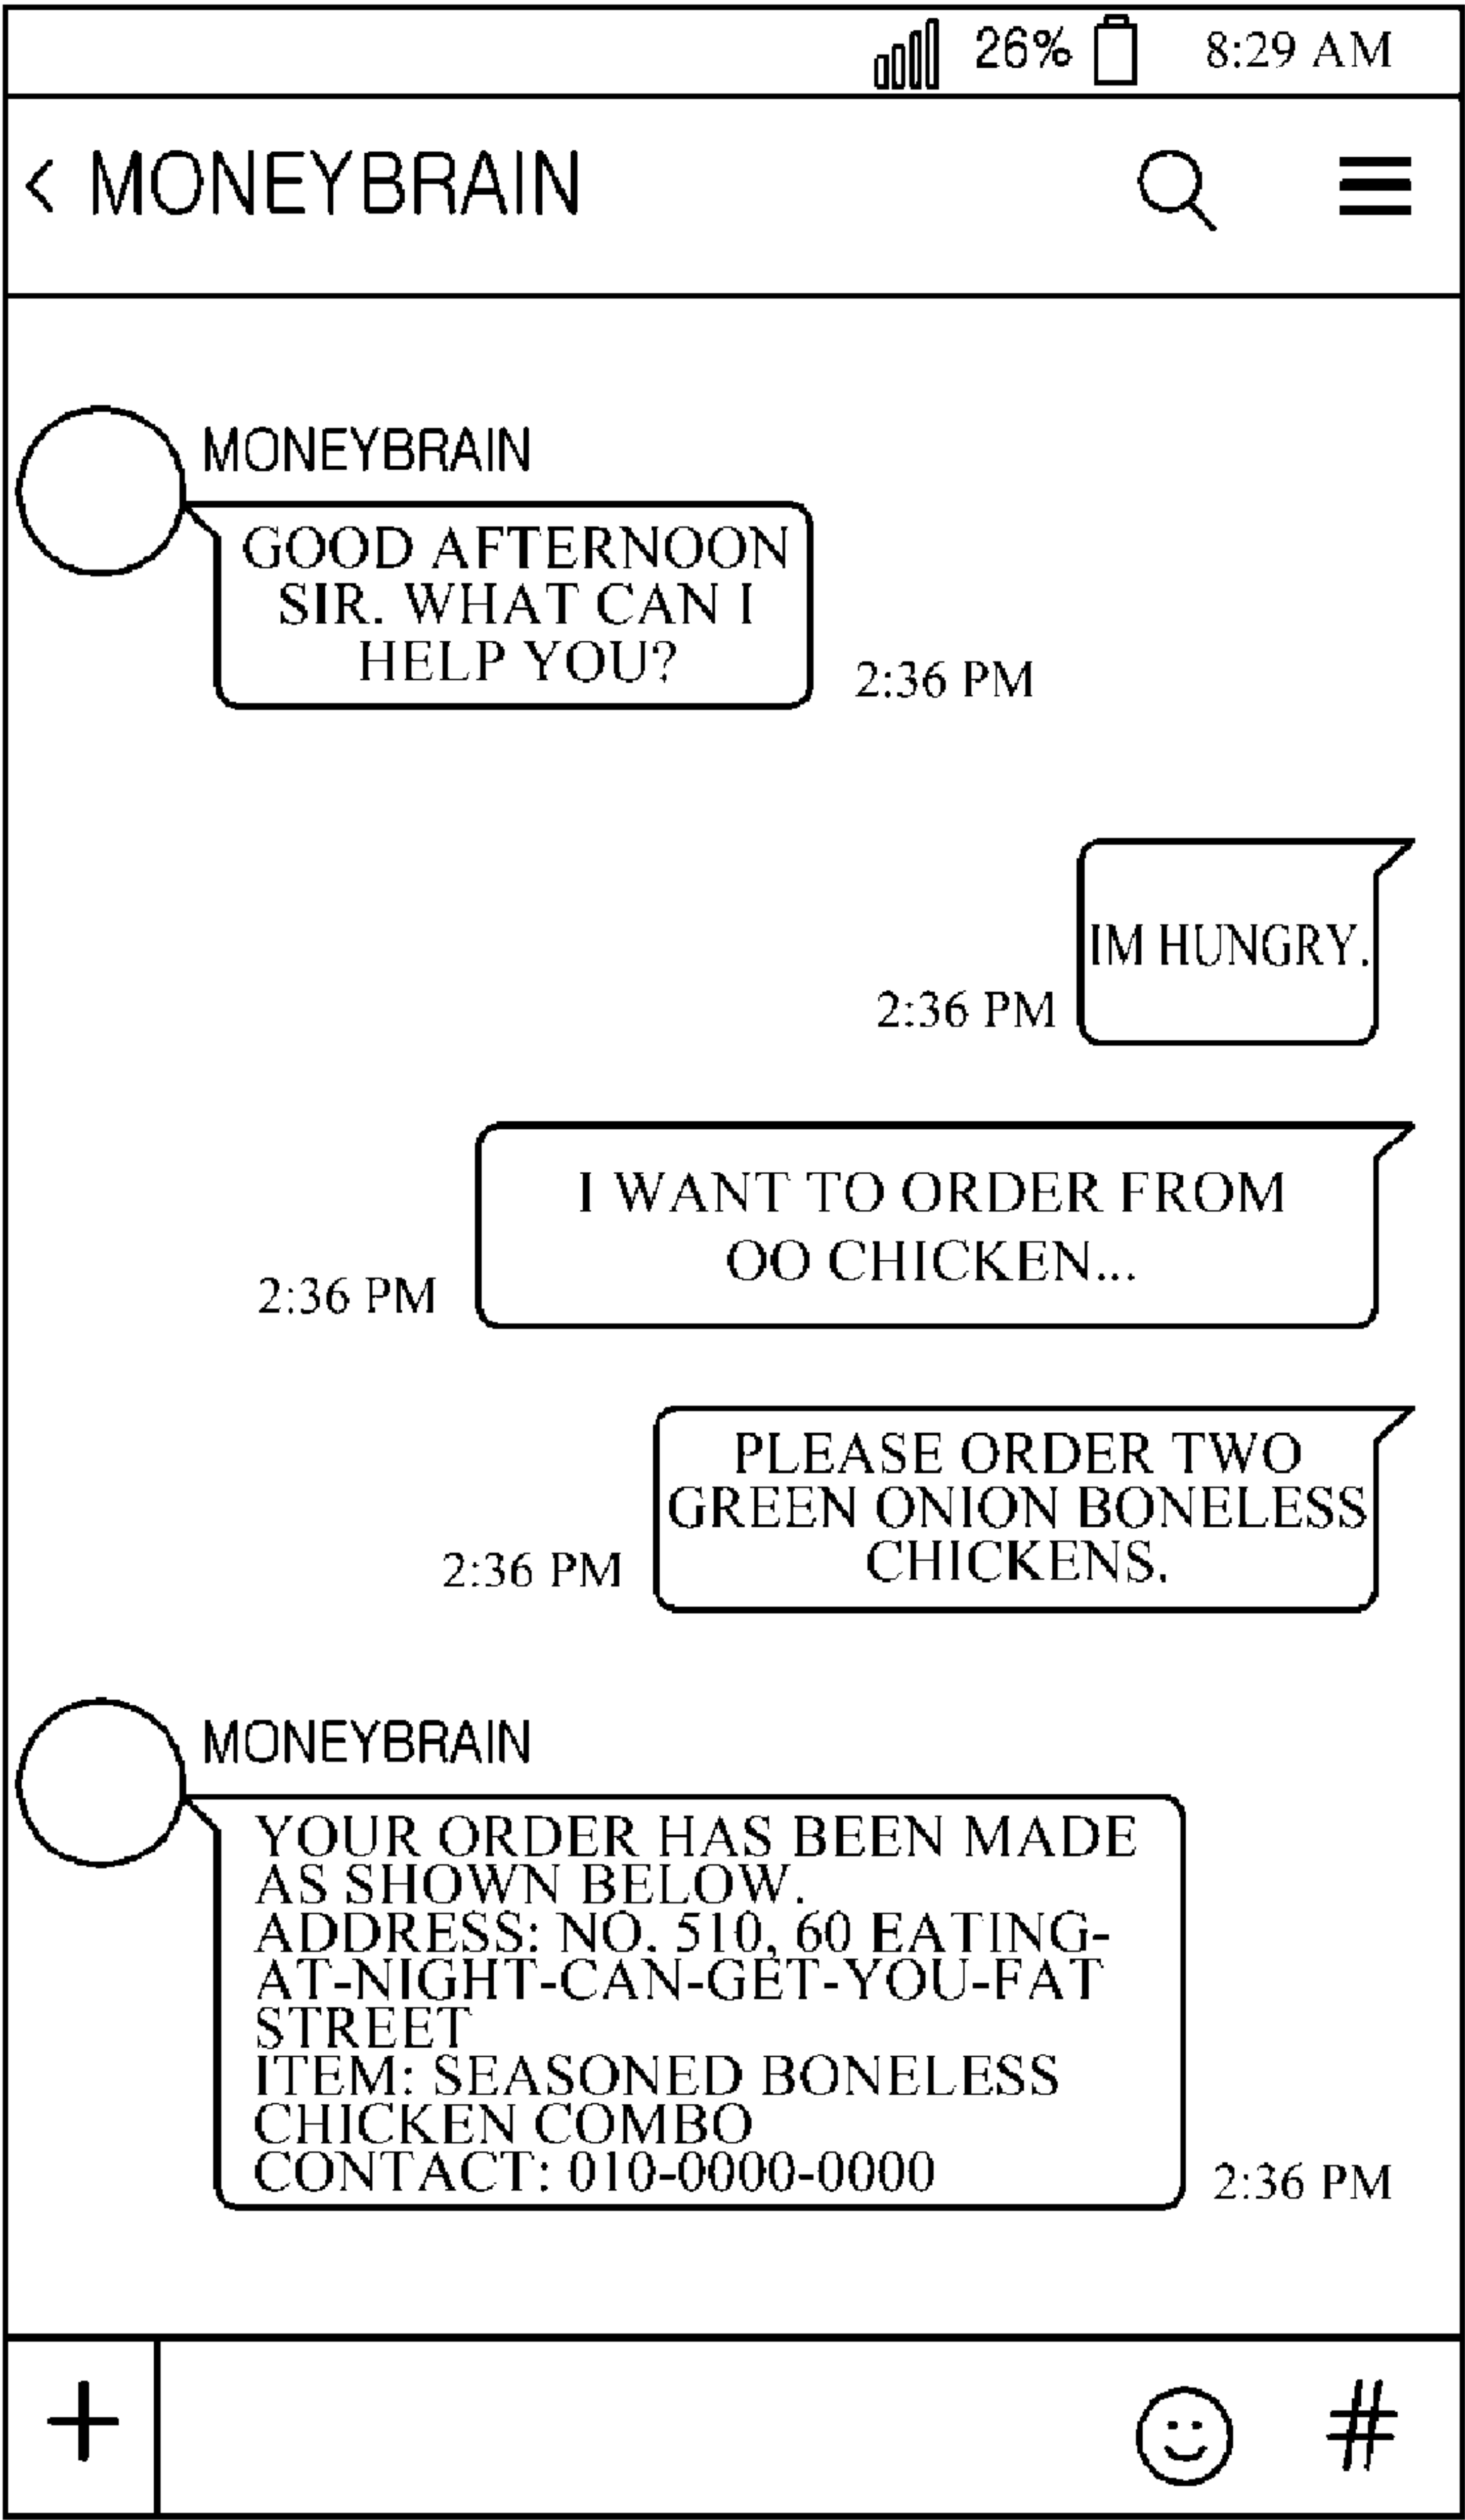 26% 8:29 AM
< MONEYBRAIN
MONEYBRAIN
GOOD AFTERNOON
SIR. WHAT CAN I
HELP YOU?
2:36 PM
IM HUNGRY.
2:36 PM
I WANT TO ORDER FROM
OO CHICKEN...
2:36 PM
PLEASE ORDER TWO
GREEN ONION BONELESS
CHICKENS.
2:36 PM
MONEYBRAIN
YOUR ORDER HAS BEEN MADE
AS SHOWN BELOW.
ADDRESS: NO. 510, 60 EATING-
AT-NIGHT-CAN-GET-YOU-FAT
STREET
ITEM: SEASONED BONELESS
CHICKEN COMBO
CONTACT: 010-0000-0000
2:36 PM
+ #